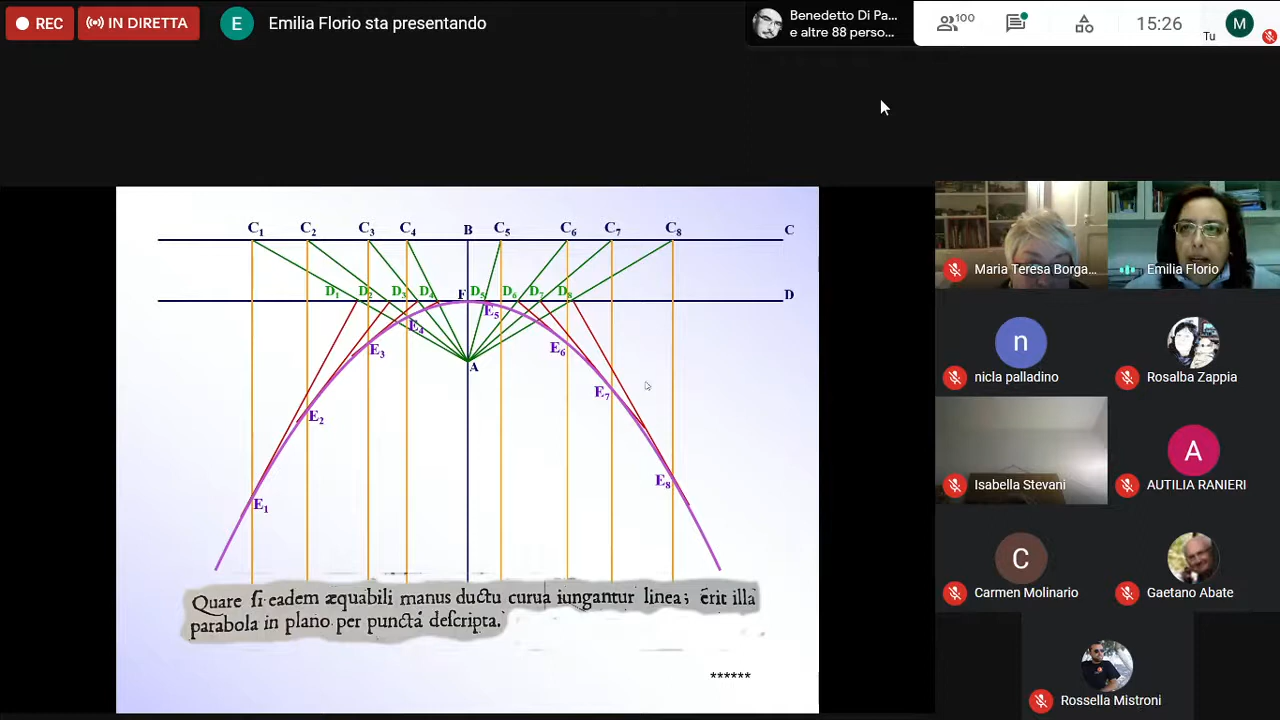 REC
IN DIRETTA
E
Emilia Florio sta presentando
Benedetto Di Pa...
e altre 88 perso...
100
15:26
Tu
M
C1 C2 C3 C4 B C5 C6 C7 C8 C
D1 D2 D3 D4 F D5 D6 D7 D8 D
E5
E4
E3
E6
A
E7
E2
E8
E1
Quare si eadem æquabili manus ductu curua iungantur linea; erit illa
parabola in plano per puncta descripta.
******
Maria Teresa Borga...
Emilia Florio
n
nicla palladino
Rosalba Zappia
Isabella Stevani
A
AUTILIA RANIERI
C
Carmen Molinario
Gaetano Abate
Rossella Mistroni